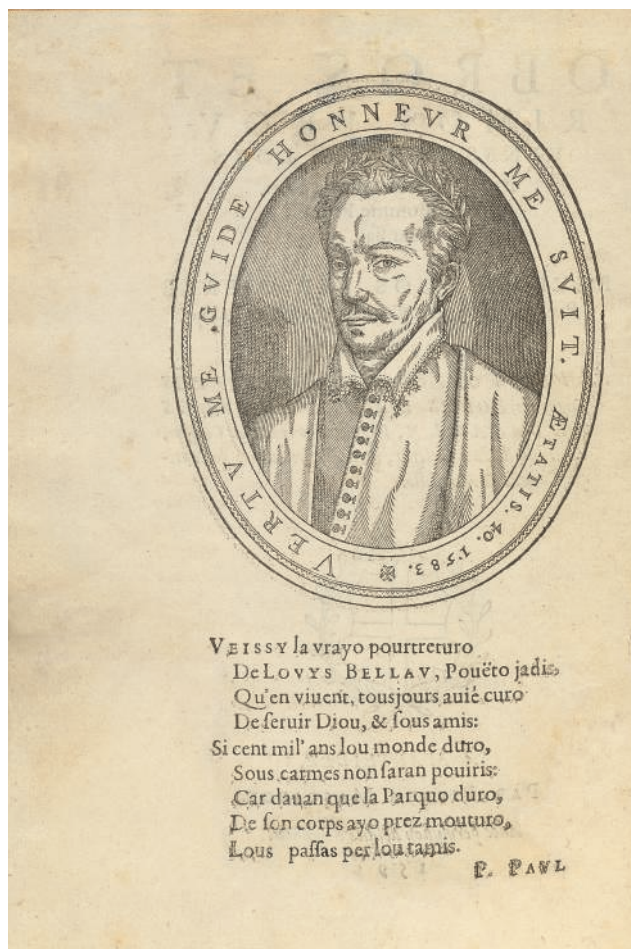 VERTV ME GVIDE HONNEVR ME SVIT. ÆTATIS. 40. 1583.
VEISSY la vrayo pourtreturo
De LOVYS BELLAV, Pouëto jadis,
Qu'en viuent, tousjours auié curo
De ſeruir Diou, & ſous amis:
Si cent mil' ans lou monde duro,
Sous carmes non ſaran pouiris:
Car dauan que la Parquo duro,
De ſon corps ayo prez mouturo,
Lous paſſas per lou tamis.
P. PAVL